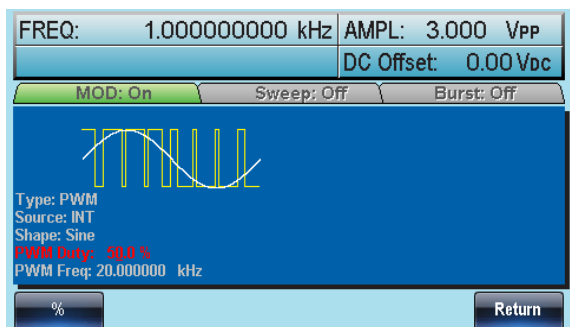 FREQ: 1.000000000 kHz AMPL: 3.000 VPP
DC Offset: 0.00 VDC
MOD: On Sweep: Off Burst: Off
Type: PWM
Source: INT
Shape: Sine
PWM Duty: 50.0 %
PWM Freq: 20.000000 kHz
% Return